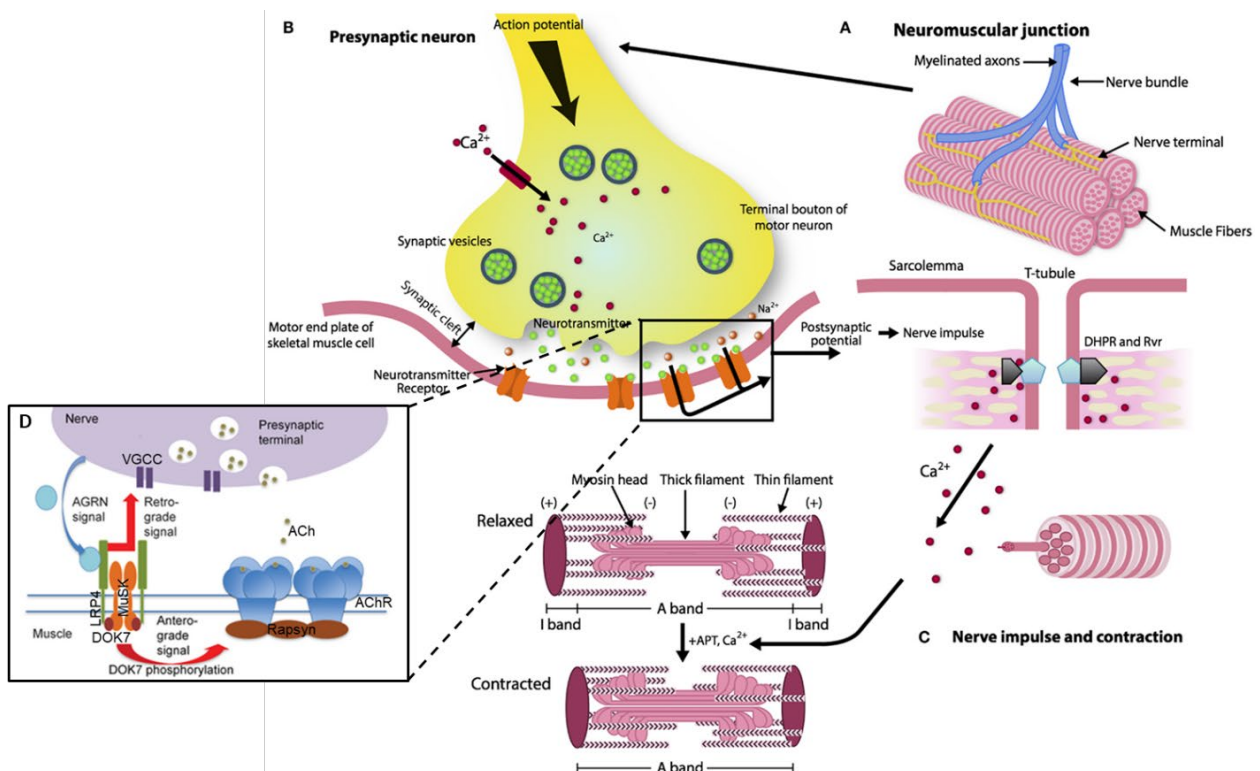 B
Presynaptic neuron
Action potential
Ca2+
Ca2+
Synaptic vesicles
Terminal bouton of
motor neuron
Synaptic cleft
Neurotransmitter
Na2+
Motor end plate of
skeletal muscle cell
Neurotransmitter
Receptor
Postsynaptic
potential
A
Neuromuscular junction
Myelinated axons
Nerve bundle
Nerve terminal
Muscle Fibers
Sarcolemma
T-tubule
Nerve impulse
DHPR and Rvr
Ca2+
C
Nerve impulse and contraction
Myosin head
Thick filament
Thin filament
(+)
(-)
(-)
(+)
Relaxed
I band
A band
I band
+APT, Ca2+
Contracted
A band
D
Nerve
Presynaptic
terminal
VGCC
AGRN
signal
Retro-
grade
signal
ACh
LRP4
MuSK
AChR
Muscle
DOK7
Antero-
grade
signal
Rapsyn
DOK7 phosphorylation